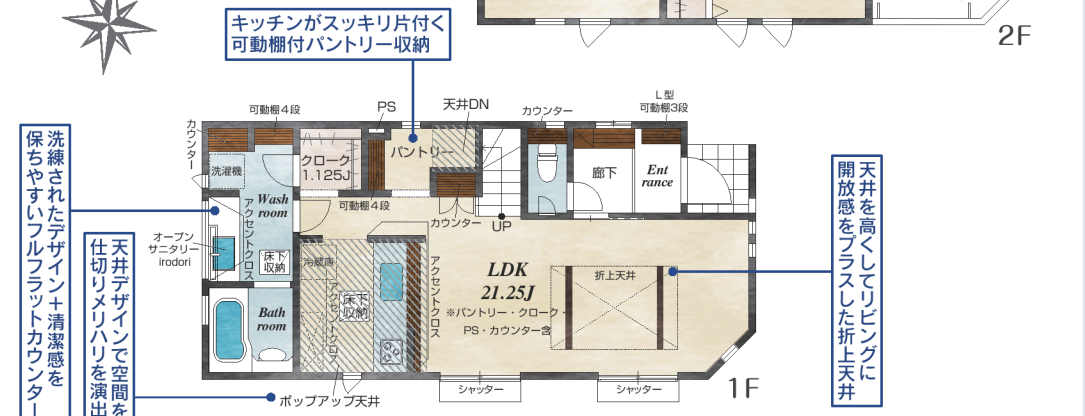 キッチンがスッキリ片付く
可動棚付パントリー収納
2F
可動棚4段
PS
天井DN
カウンター
L型
可動棚3段
カウンター
洗濯機
クローク
1.125J
パントリー
廊下
Ent
rance
Wash
room
アクセントクロス
可動棚4段
カウンター
UP
オープン
サニタリー
irodori
床下
収納
冷蔵庫
アクセントクロス
床下
収納
アクセントクロス
LDK
21.25J
※パントリー・クローク・
PS・カウンター含
折上天井
Bath
room
シャッター
シャッター
1F
ポップアップ天井
洗練されたデザイン+清潔感を
保ちやすいフルフラットカウンター
天井デザインで空間を
仕切りメリハリを演出
天井を高くしてリビングに
開放感をプラスした折上天井